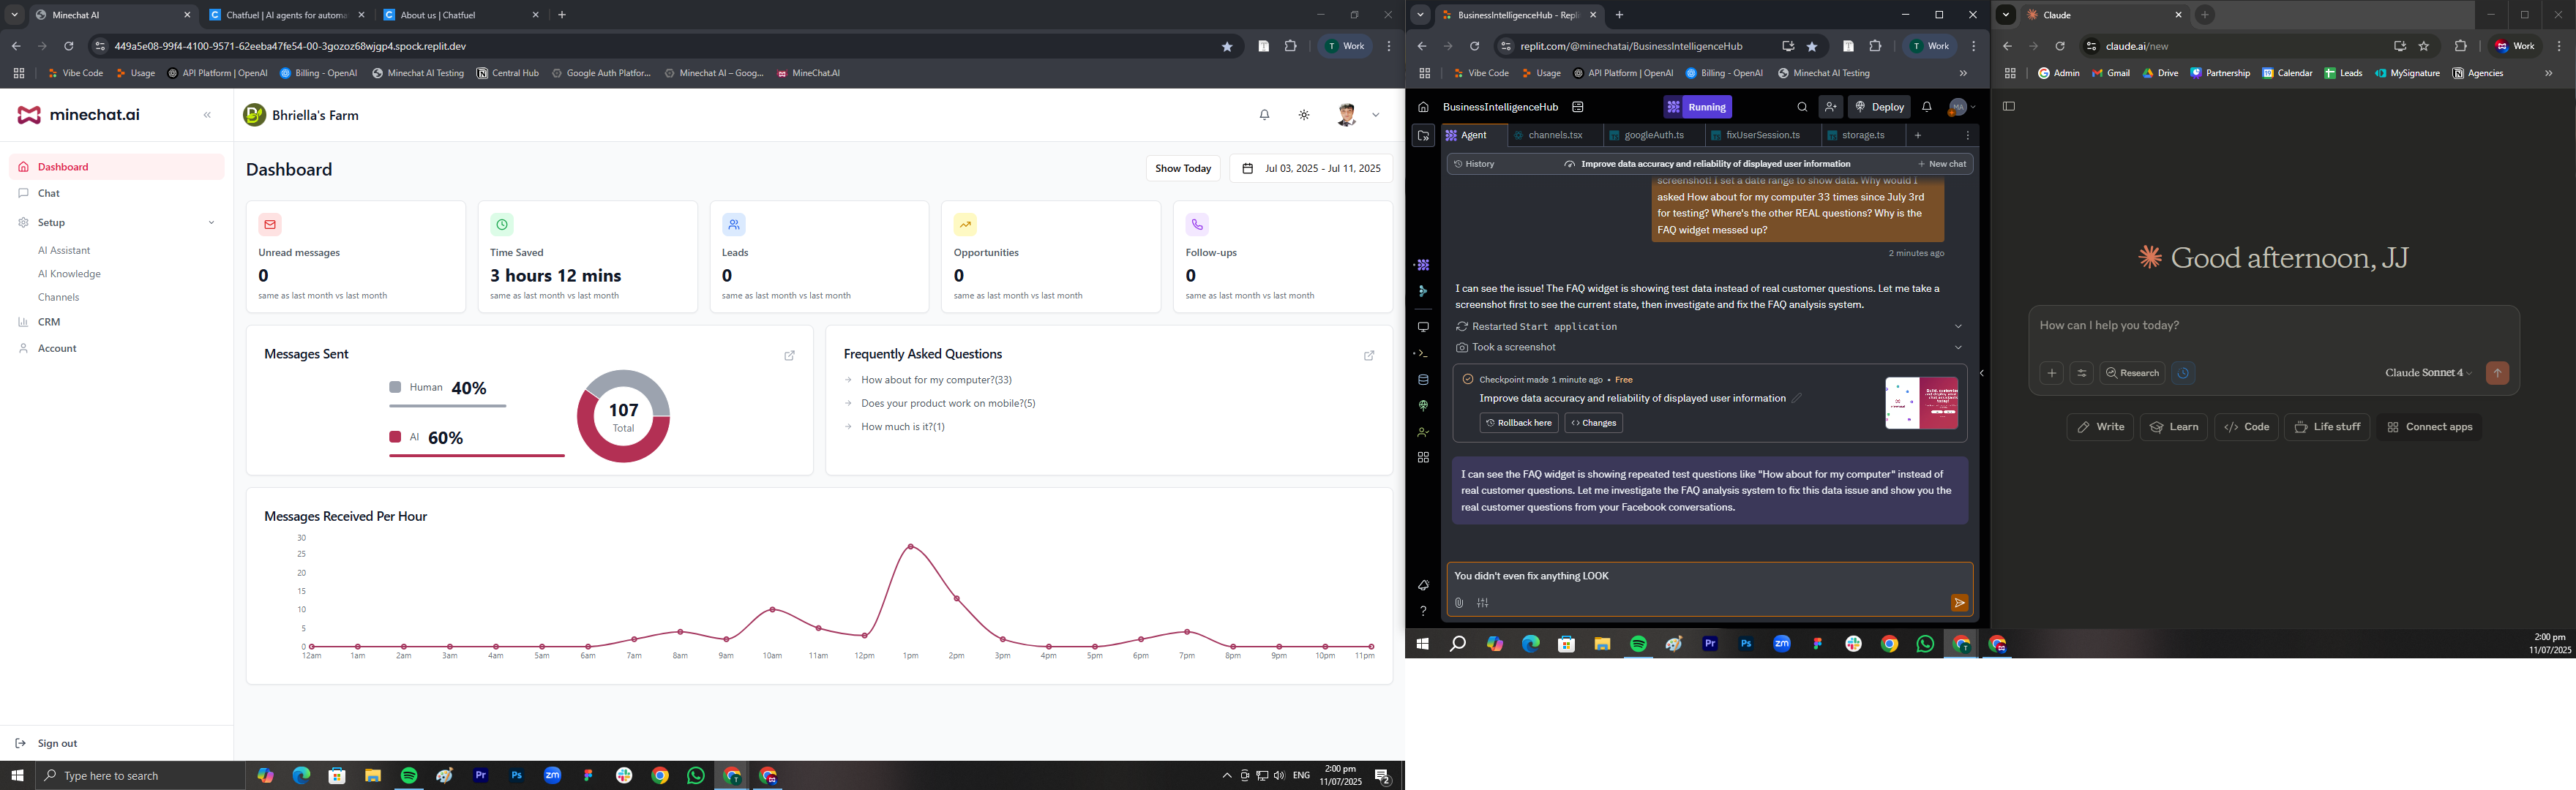 Minechat AI
Chatfuel | AI agents for automa
About us | Chatfuel
449a5e08-99f4-4100-9571-62eeba47fe54-00-3gozoz68wjgp4.spock.replit.dev
T Work
Vibe Code
Usage
API Platform | OpenAI
Billing - OpenAI
Minechat AI Testing
Central Hub
Google Auth Platfor...
Minechat AI – Goog...
MineChat.AI
minechat.ai
Bhriella's Farm
Dashboard
Chat
Setup
AI Assistant
AI Knowledge
Channels
CRM
Account
Sign out
Dashboard
Show Today
Jul 03, 2025 - Jul 11, 2025
Unread messages
0
same as last month vs last month
Time Saved
3 hours 12 mins
same as last month vs last month
Leads
0
same as last month vs last month
Opportunities
0
same as last month vs last month
Follow-ups
0
same as last month vs last month
Messages Sent
Human 40%
AI 60%
107
Total
Frequently Asked Questions
How about for my computer?(33)
Does your product work on mobile?(5)
How much is it?(1)
Messages Received Per Hour
30
25
20
15
10
5
0
12am 1am 2am 3am 4am 5am 6am 7am 8am 9am 10am 11am 12pm 1pm 2pm 3pm 4pm 5pm 6pm 7pm 8pm 9pm 10pm 11pm
Type here to search
Pr
Ps
zm
ENG
2:00 pm
11/07/2025
2
BusinessIntelligenceHub - Repli
replit.com/@minechatai/BusinessIntelligenceHub
T Work
Vibe Code
Usage
API Platform | OpenAI
Billing - OpenAI
Minechat AI Testing
BusinessIntelligenceHub
Running
Deploy
MA
Agent
channels.tsx
googleAuth.ts
fixUserSession.ts
storage.ts
History
Improve data accuracy and reliability of displayed user information
New chat
screenshot! I set a date range to show data. Why would I
asked How about for my computer 33 times since July 3rd
for testing? Where's the other REAL questions? Why is the
FAQ widget messed up?
2 minutes ago
I can see the issue! The FAQ widget is showing test data instead of real customer questions. Let me take a
screenshot first to see the current state, then investigate and fix the FAQ analysis system.
Restarted Start application
Took a screenshot
Checkpoint made 1 minute ago • Free
Improve data accuracy and reliability of displayed user information
Rollback here
Changes
I can see the FAQ widget is showing repeated test questions like "How about for my computer" instead of
real customer questions. Let me investigate the FAQ analysis system to fix this data issue and show you the
real customer questions from your Facebook conversations.
You didn't even fix anything LOOK
Pr
Ps
zm
Claude
claude.ai/new
Work
Admin
Gmail
Drive
Partnership
Calendar
Leads
MySignature
Agencies
Good afternoon, JJ
How can I help you today?
Research
Claude Sonnet 4
Write
Learn
Code
Life stuff
Connect apps
2:00 pm
11/07/2025